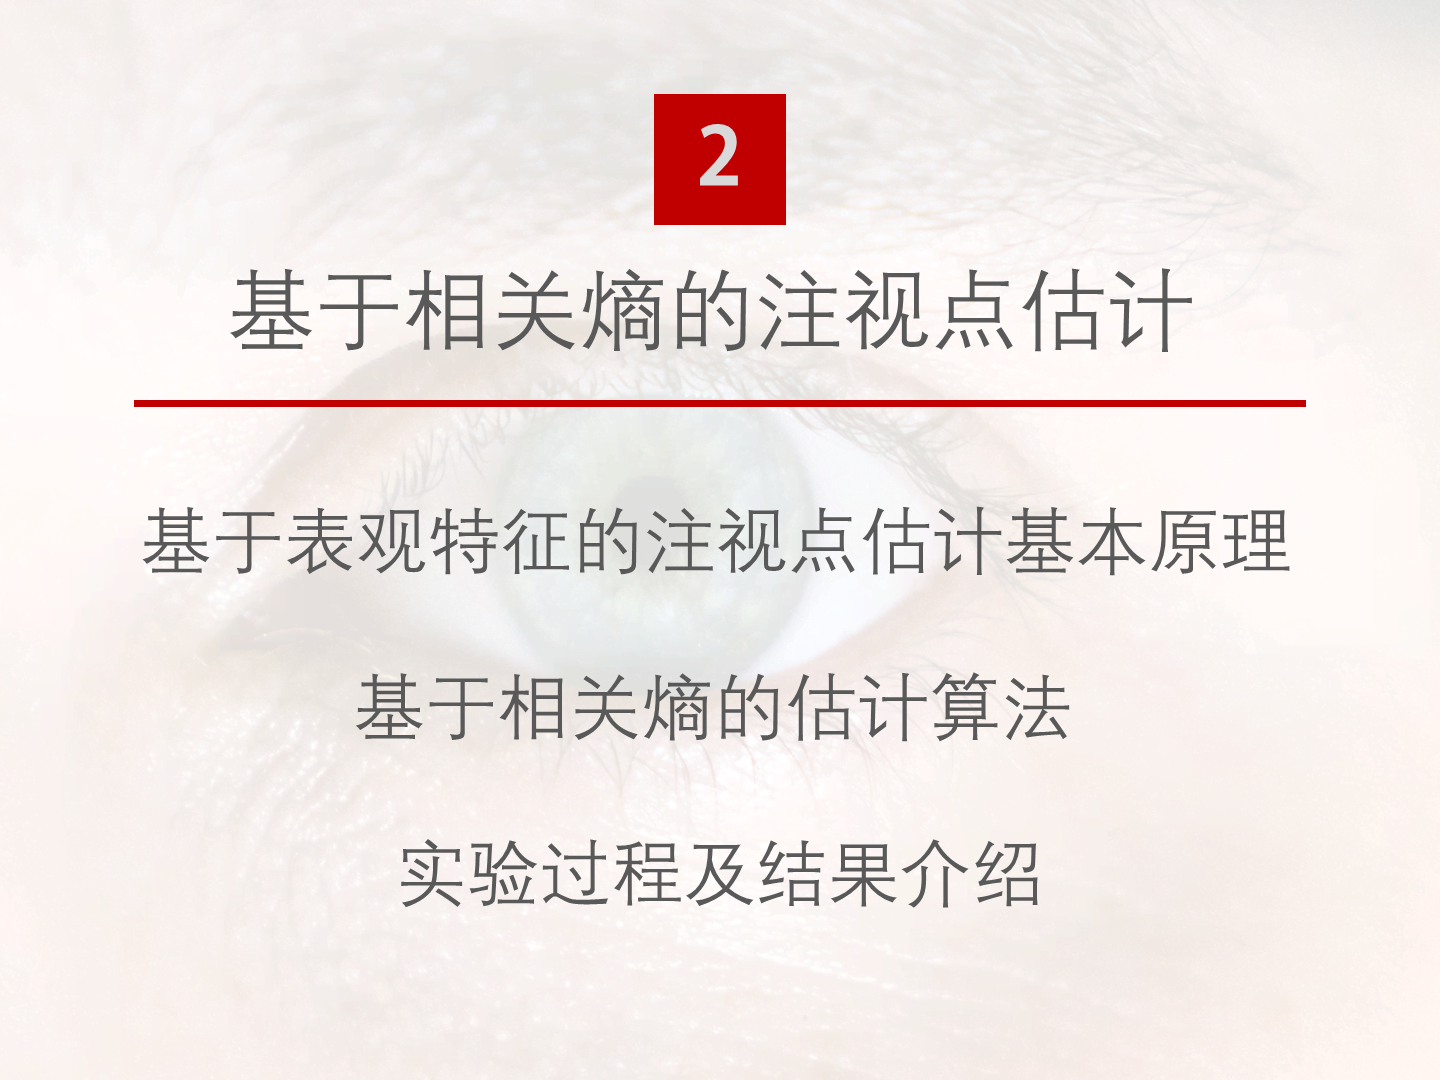 2
基于相关熵的注视点估计
基于表观特征的注视点估计基本原理
基于相关熵的估计算法
实验过程及结果介绍